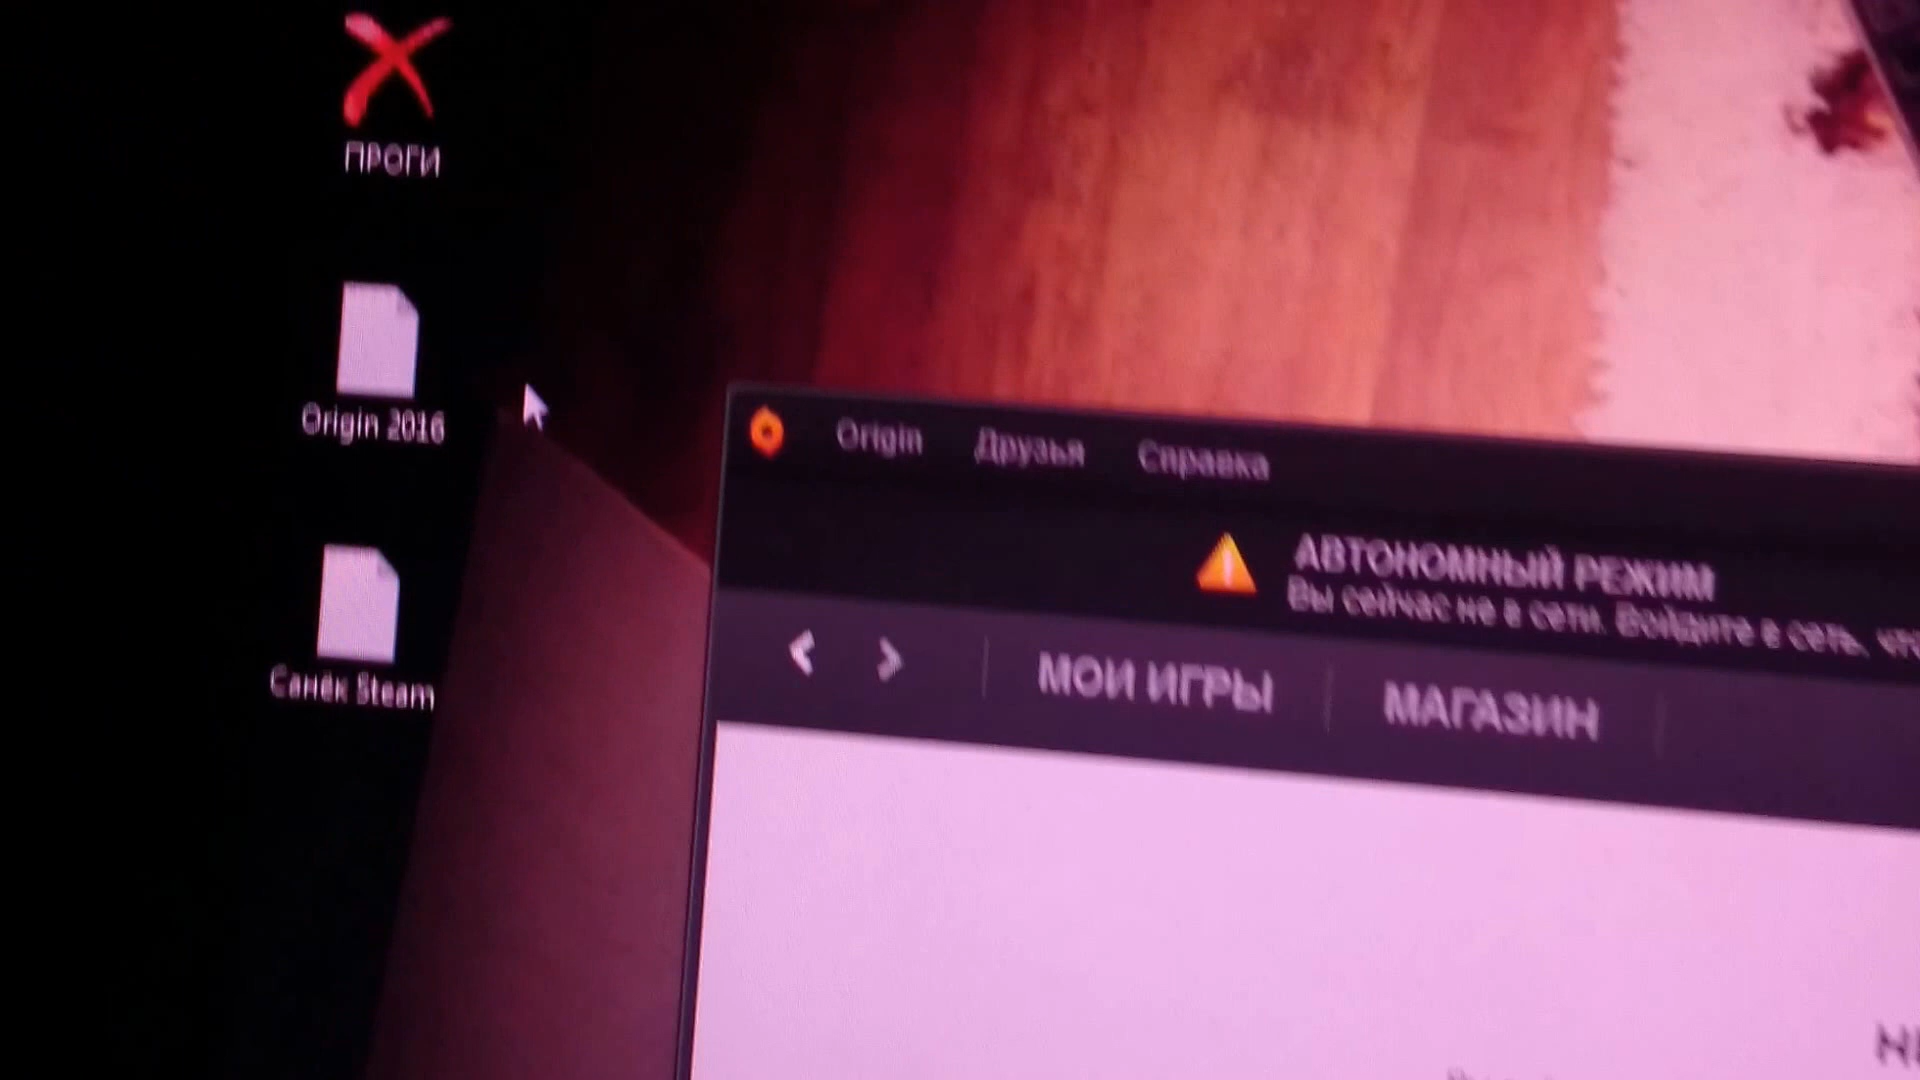 ПРОГИ
Origin 2016
Санёк Steam
Origin Друзья Справка
АВТОНОМНЫЙ РЕЖИМ
Вы сейчас не в сети. Войдите в сеть,
МОИ ИГРЫ МАГАЗИН